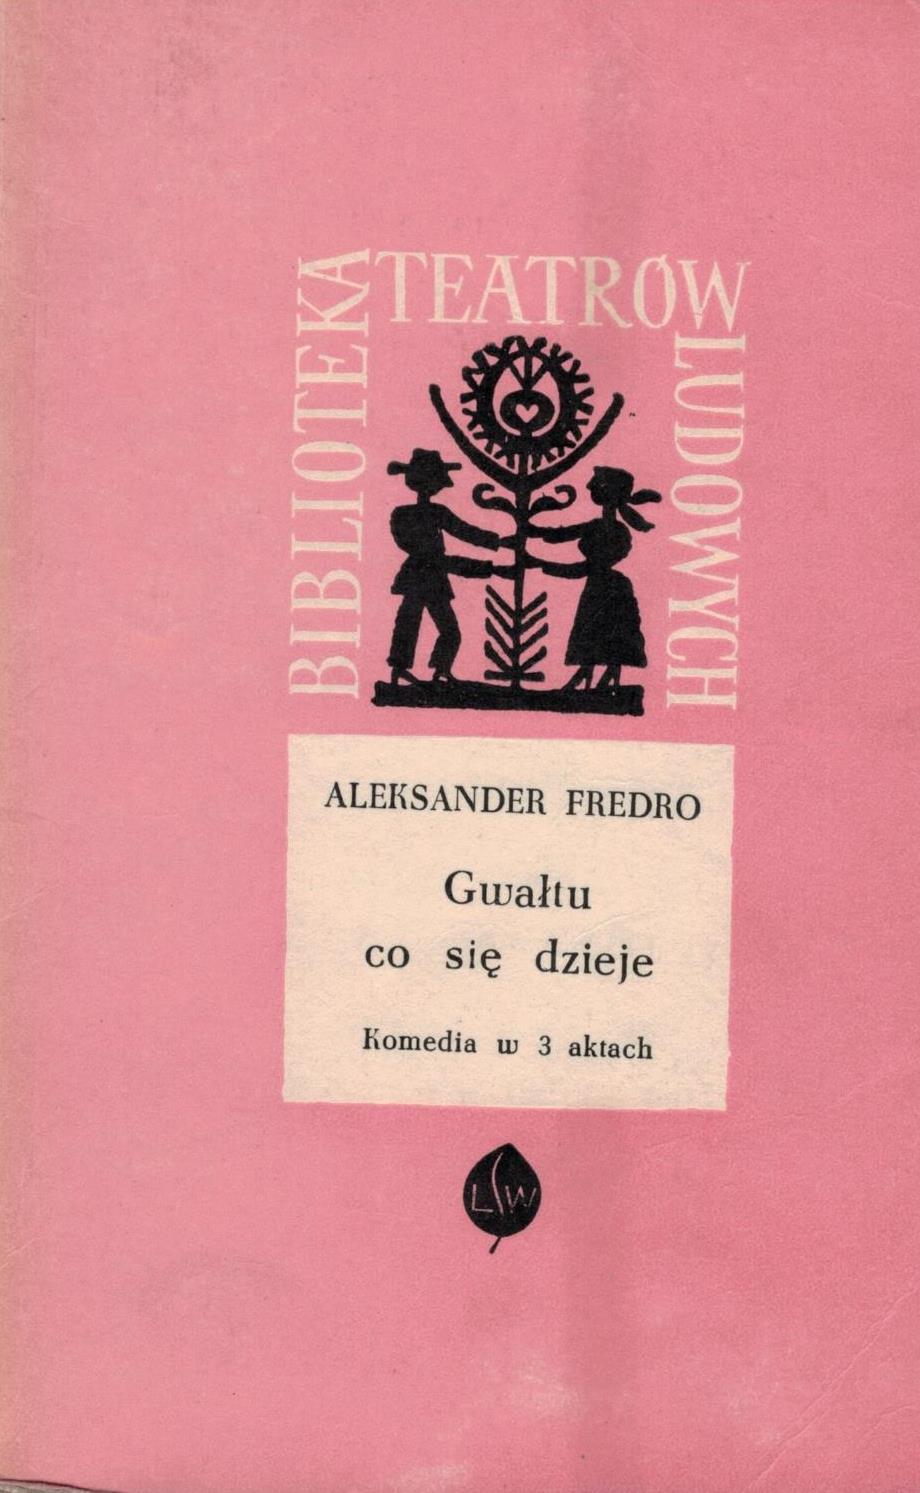 BIBLIOTEKA
TEATRÓW
LUDOWYCH
ALEKSANDER FREDRO
Gwałtu
co się dzieje
Komedia w 3 aktach
LSW